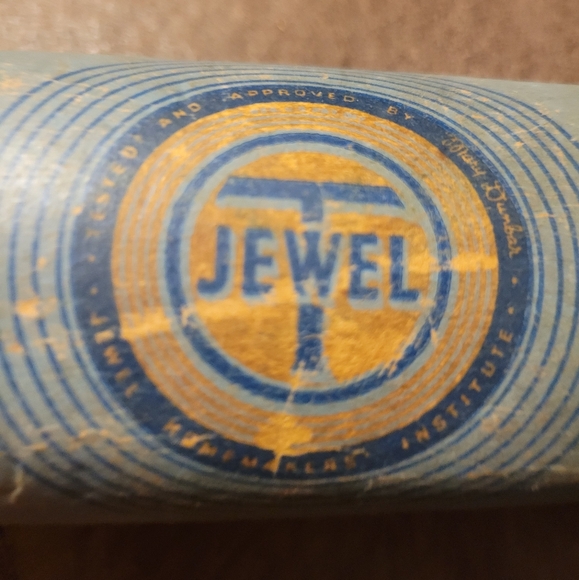 TESTED AND APPROVED BY Mary Dunbar
JEWEL
T
JEWEL HOMEMAKERS' INSTITUTE